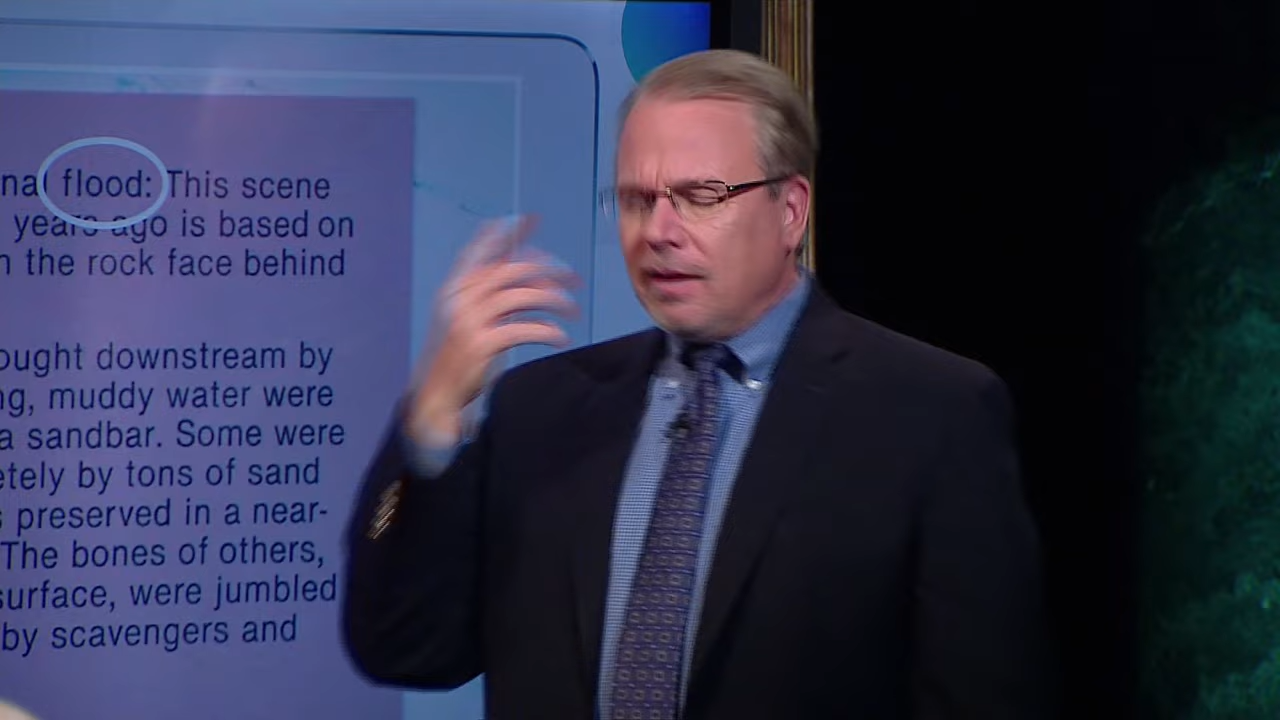 na flood: This scene
years ago is based on
n the rock face behind
ought downstream by
ng, muddy water were
a sandbar. Some were
etely by tons of sand
s preserved in a near-
The bones of others,
surface, were jumbled
by scavengers and